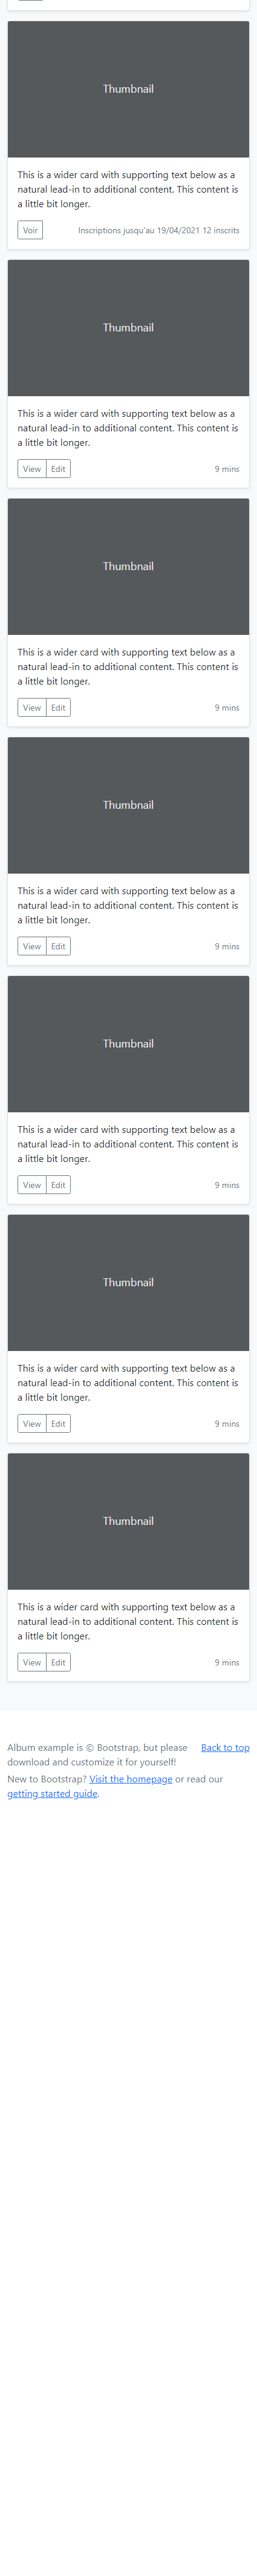 Thumbnail
This is a wider card with supporting text below as a
natural lead-in to additional content. This content is
a little bit longer.
Voir Inscriptions jusqu'au 19/04/2021 12 inscrits
Thumbnail
This is a wider card with supporting text below as a
natural lead-in to additional content. This content is
a little bit longer.
View Edit 9 mins
Thumbnail
This is a wider card with supporting text below as a
natural lead-in to additional content. This content is
a little bit longer.
View Edit 9 mins
Thumbnail
This is a wider card with supporting text below as a
natural lead-in to additional content. This content is
a little bit longer.
View Edit 9 mins
Thumbnail
This is a wider card with supporting text below as a
natural lead-in to additional content. This content is
a little bit longer.
View Edit 9 mins
Thumbnail
This is a wider card with supporting text below as a
natural lead-in to additional content. This content is
a little bit longer.
View Edit 9 mins
Thumbnail
This is a wider card with supporting text below as a
natural lead-in to additional content. This content is
a little bit longer.
View Edit 9 mins
Album example is © Bootstrap, but please Back to top
download and customize it for yourself!
New to Bootstrap? Visit the homepage or read our
getting started guide.